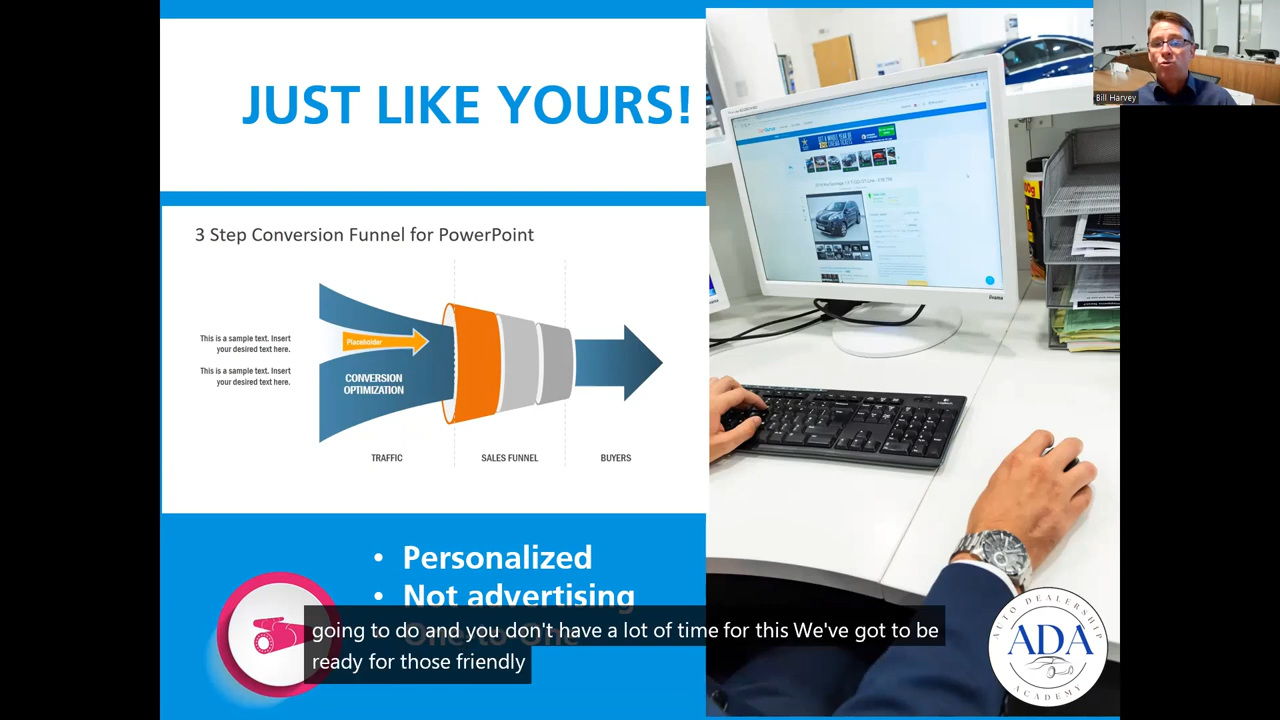 JUST LIKE YOURS!
3 Step Conversion Funnel for PowerPoint
This is a sample text. Insert
your desired text here.
This is a sample text. Insert
your desired text here.
Placeholder
CONVERSION
OPTIMIZATION
TRAFFIC
SALES FUNNEL
BUYERS
• Personalized
• Not advertising
going to do and you don't have a lot of time for this We've got to be
ready for those friendly
Bill Harvey
iiyama
AUTO DEALERSHIP
ADA
ACADEMY